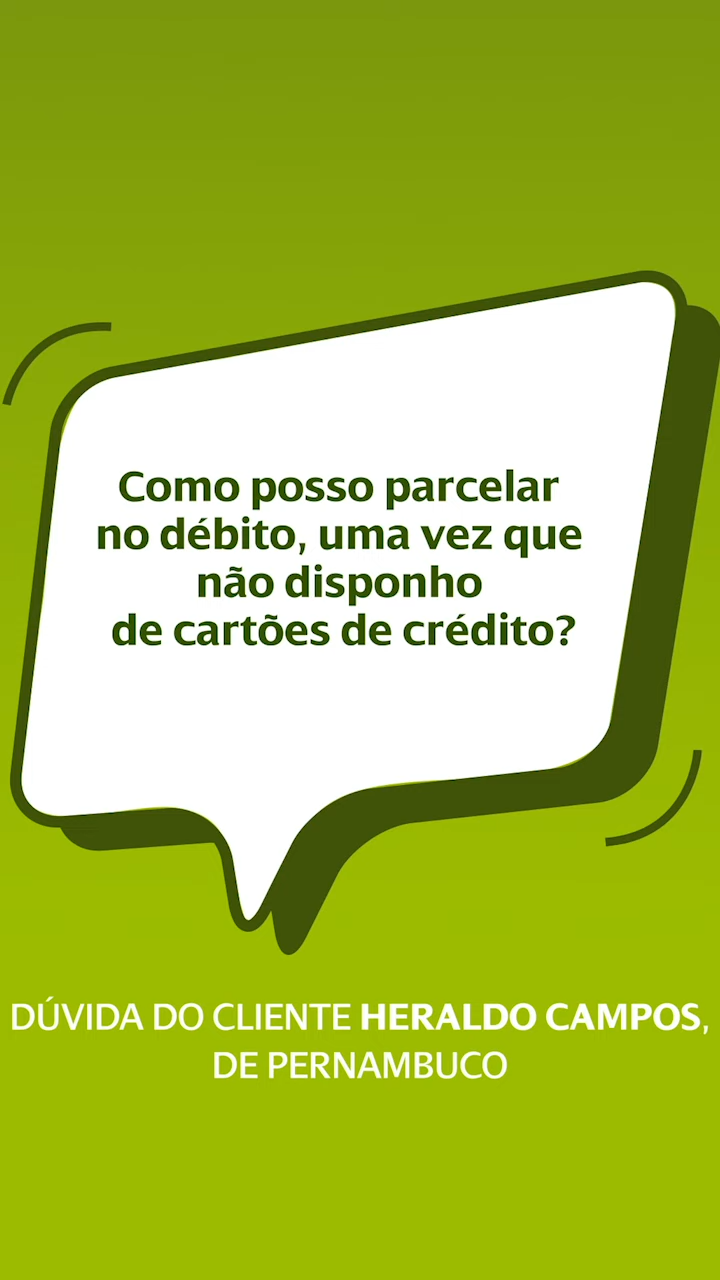 Como posso parcelar
no débito, uma vez que
não disponho
de cartões de crédito?
DÚVIDA DO CLIENTE HERALDO CAMPOS,
DE PERNAMBUCO